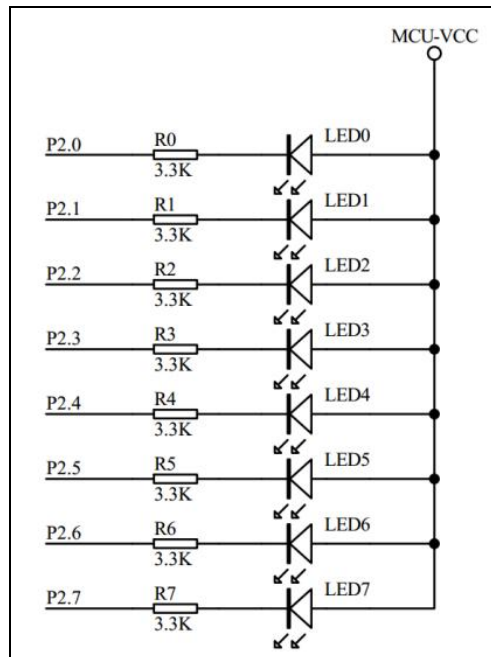 MCU-VCC
P2.0 R0 LED0
3.3K
P2.1 R1 LED1
3.3K
P2.2 R2 LED2
3.3K
P2.3 R3 LED3
3.3K
P2.4 R4 LED4
3.3K
P2.5 R5 LED5
3.3K
P2.6 R6 LED6
3.3K
P2.7 R7 LED7
3.3K